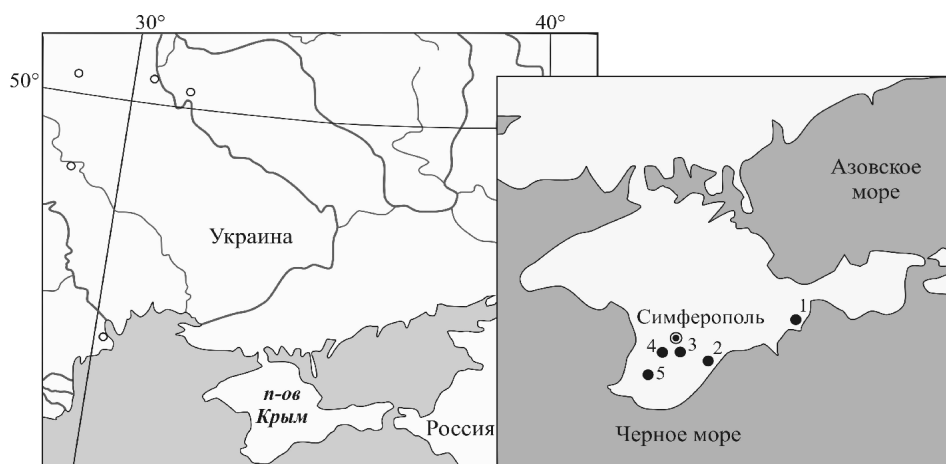 30°
40°
50°
Украина
п-ов
Крым
Россия
Азовское
море
Симферополь
1
2
3
4
5
Черное море